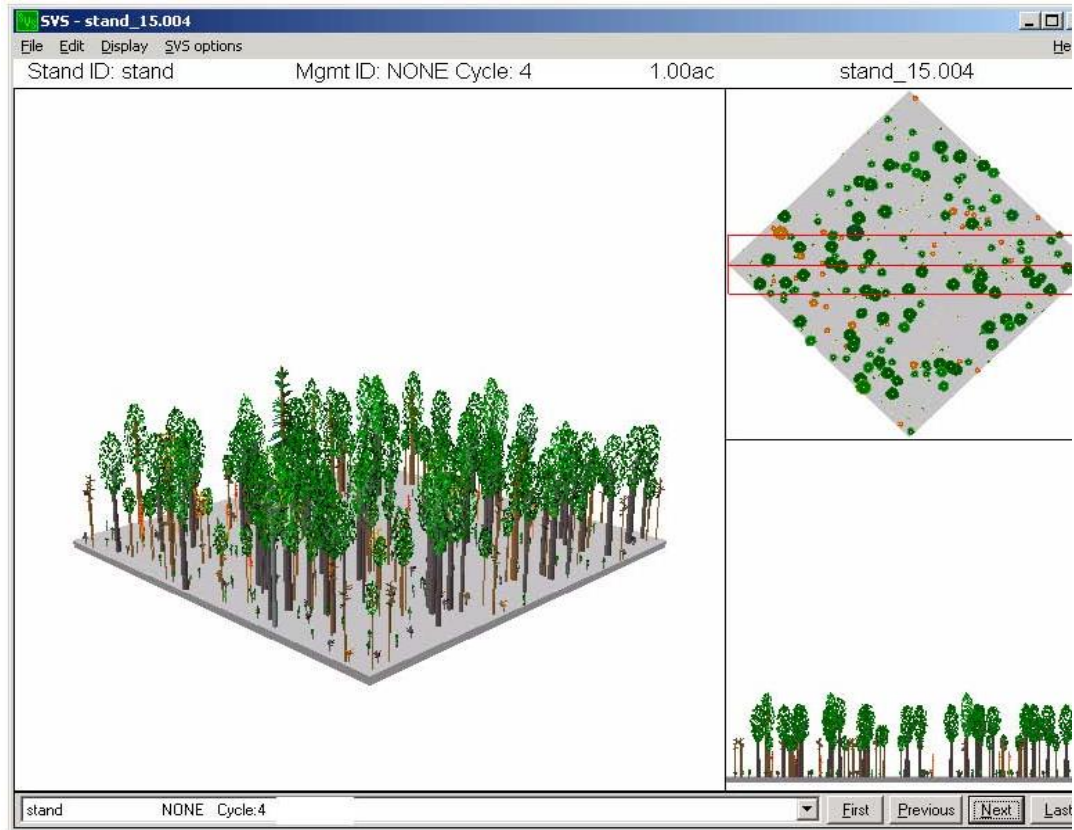 SVS - stand_15.004
File Edit Display SVS options He
Stand ID: stand Mgmt ID: NONE Cycle: 4 1.00ac stand_15.004
stand NONE Cycle:4 First Previous Next Last